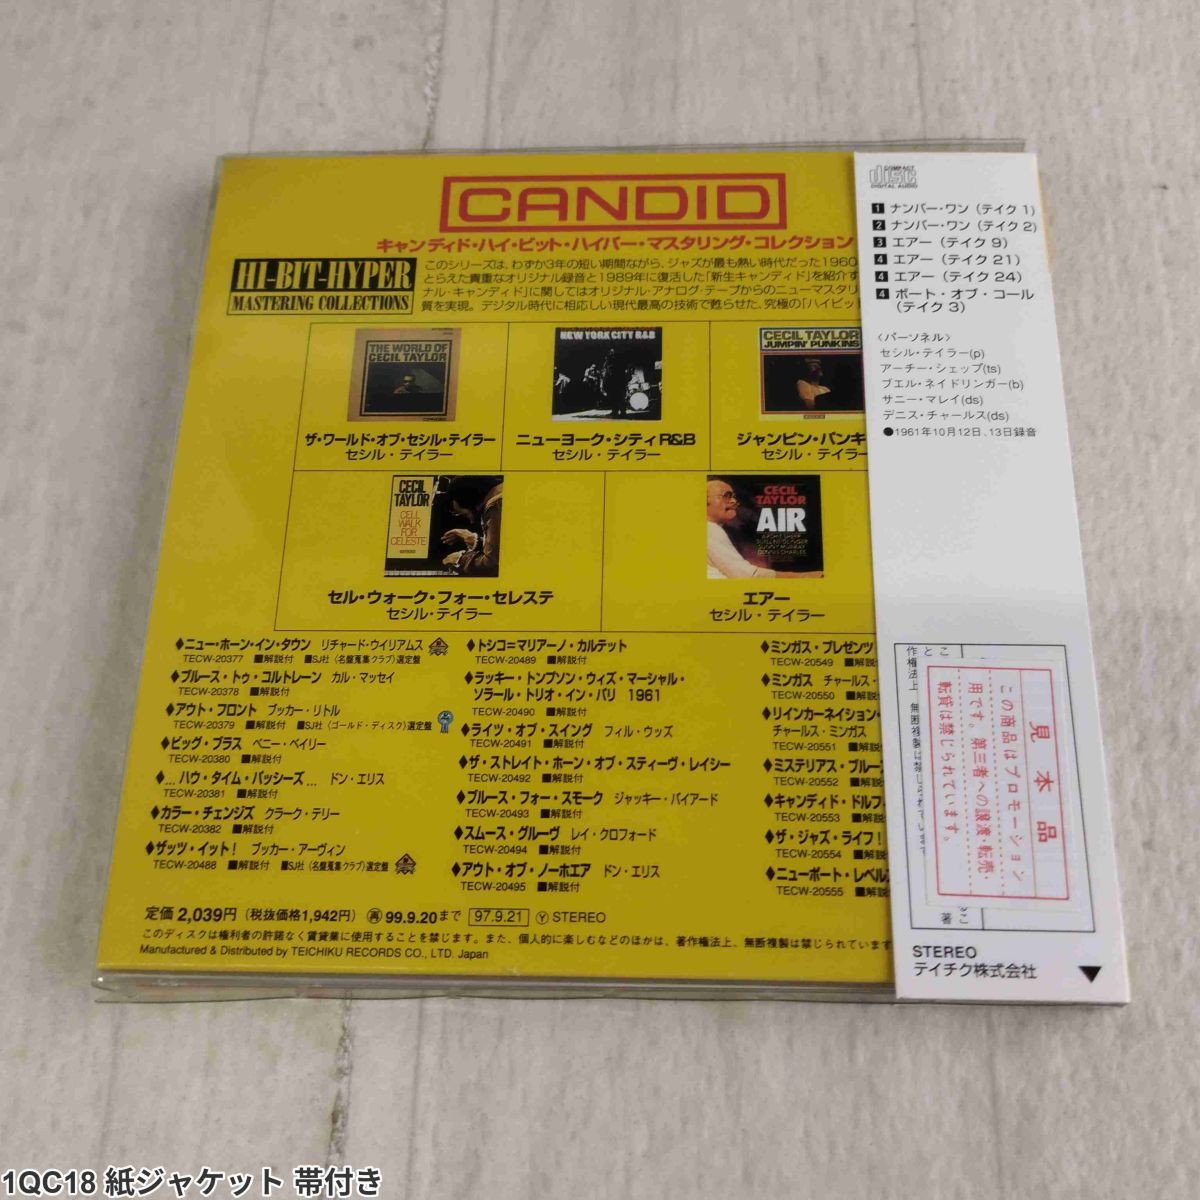 CANDID
キャンディド・ハイ・ビット・ハイパー・マスタリング・コレクション
HI-BIT-HYPER
MASTERING COLLECTIONS
このシリーズは、わずか3年の短い期間ながら、ジャズが最も熱い時代だった1960
とらえた貴重なオリジナル録音と1989年に復活した「新生キャンディド」を紹介す
ナル・キャンディド」に関してはオリジナル・アナログ・テープからのニューマスタリ
質を実現。デジタル時代に相応しい現代最高の技術で甦らせた、究極の「ハイビット
THE WORLD OF
CECIL TAYLOR
ザ・ワールド・オブ・セシル・テイラー
セシル・テイラー
NEW YORK CITY R&B
ニューヨーク・シティR&B
セシル・テイラー
CECIL TAYLOR
JUMPIN' PUNKINS
ジャンピン・パンキ
セシル・テイラ
CECIL
TAYLOR
CELL
WALK
FOR
CELESTE
セル・ウォーク・フォー・セレステ
セシル・テイラー
CECIL
TAYLOR
AIR
ARCHIE SHEPP
BUELL NEIDLINGER
SUNNY MURRAY
DENNIS CHARLES
エアー
セシル・テイラー
♦ニュー・ホーン・イン・タウン リチャード・ウイリアムス
TECW-20377 ■解説付 ■SJ社〈名盤蒐集クラブ〉選定盤
♦ブルース・トゥ・コルトレーン カル・マッセイ
TECW-20378 ■解説付
♦アウト・フロント ブッカー・リトル
TECW-20379 ■解説付 ■SJ社〈ゴールド・ディスク〉選定盤
♦ビッグ・ブラス ベニー・ベイリー
TECW-20380 ■解説付
♦…ハウ・タイム・パッシーズ… ドン・エリス
TECW-20381 ■解説付
♦カラー・チェンジズ クラーク・テリー
TECW-20382 ■解説付
♦ザッツ・イット! ブッカー・アーヴィン
TECW-20488 ■解説付 ■SJ社〈名盤蒐集クラブ〉選定盤
♦トシコ=マリアーノ・カルテット
TECW-20489 ■解説付
♦ラッキー・トンプソン・ウィズ・マーシャル・
ソラール・トリオ・イン・パリ 1961
TECW-20490 ■解説付
♦ライツ・オブ・スイング フィル・ウッズ
TECW-20491 ■解説付
♦ザ・ストレイト・ホーン・オブ・スティーヴ・レイシー
TECW-20492 ■解説付
♦ブルース・フォー・スモーク ジャッキー・バイアード
TECW-20493 ■解説付
♦スムース・グルーヴ レイ・クロフォード
TECW-20494 ■解説付
♦アウト・オブ・ノーホエア ドン・エリス
TECW-20495 ■解説付
♦ミンガス・プレゼンツ
TECW-20549 ■解説付
♦ミンガス チャールス・
TECW-20550 ■解説付
♦リインカーネイション・
チャールス・ミンガス
TECW-20551 ■解説付
♦ミステリアス・ブルース
TECW-20552 ■解説付
♦キャンディド・ドルフ
TECW-20553 ■解説付
♦ザ・ジャズ・ライフ!
TECW-20554 ■解説付
♦ニューポート・レベル
TECW-20555 ■解説付
定価2,039円(税抜価格1,942円) 再 99.9.20まで 97.9.21 Y STEREO
このディスクは権利者の許諾なく賃貸業に使用することを禁じます。また、個人的に楽しむなどのほかは、著作権法上、無断複製は禁じられています
Manufactured & Distributed by TEICHIKU RECORDS CO., LTD. Japan
COMPACT
disc
DIGITAL AUDIO
1 ナンバー・ワン (テイク1)
2 ナンバー・ワン (テイク2)
3 エアー (テイク9)
4 エアー (テイク21)
4 エアー (テイク24)
4 ポート・オブ・コール
(テイク3)
〈パーソネル〉
セシル・テイラー(p)
アーチー・シェップ(ts)
ブエル・ネイドリンガー(b)
サニー・マレイ(ds)
デニス・チャールス(ds)
●1961年10月12日、13日録音
見本品
この商品はプロモーション
用です。第三者への譲渡・転売・
転貸は禁じられています。
作権法上、無断複製は禁じ
STEREO
テイチク株式会社
1QC18 紙ジャケット 帯付き